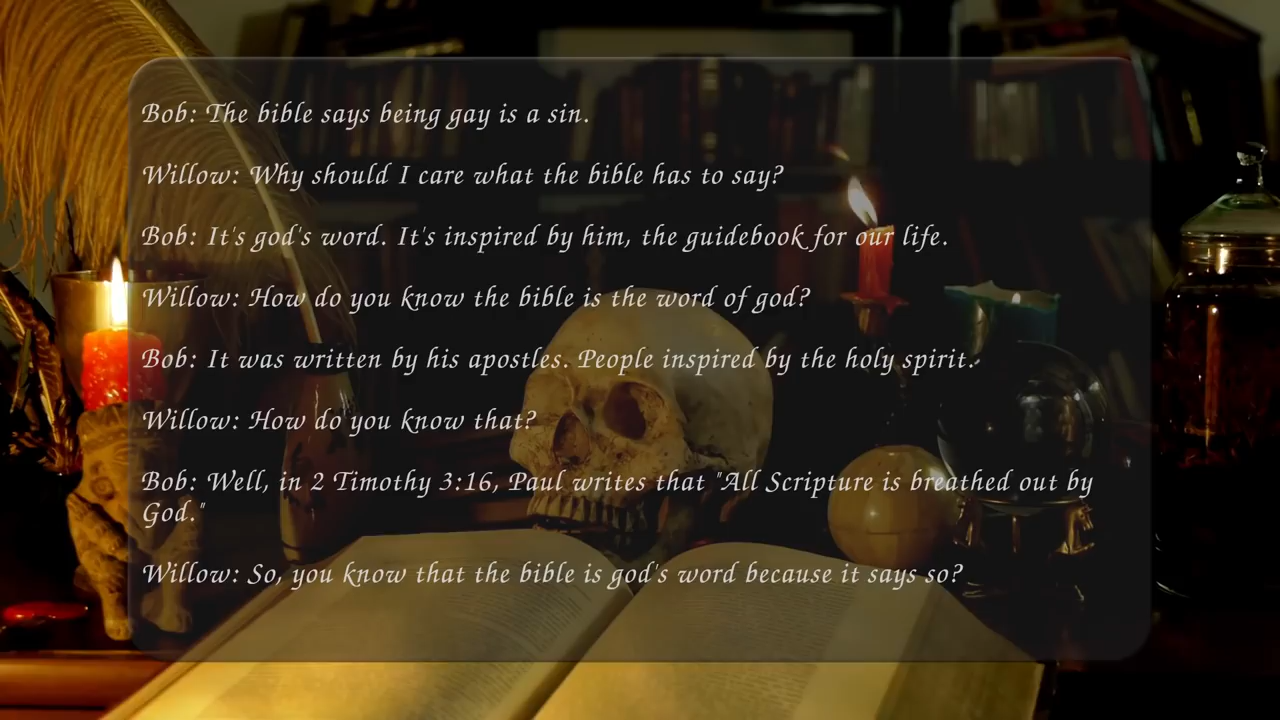 Bob: The bible says being gay is a sin.
Willow: Why should I care what the bible has to say?
Bob: It's god's word. It's inspired by him, the guidebook for our life.
Willow: How do you know the bible is the word of god?
Bob: It was written by his apostles. People inspired by the holy spirit.
Willow: How do you know that?
Bob: Well, in 2 Timothy 3:16, Paul writes that "All Scripture is breathed out by
God."
Willow: So, you know that the bible is god's word because it says so?